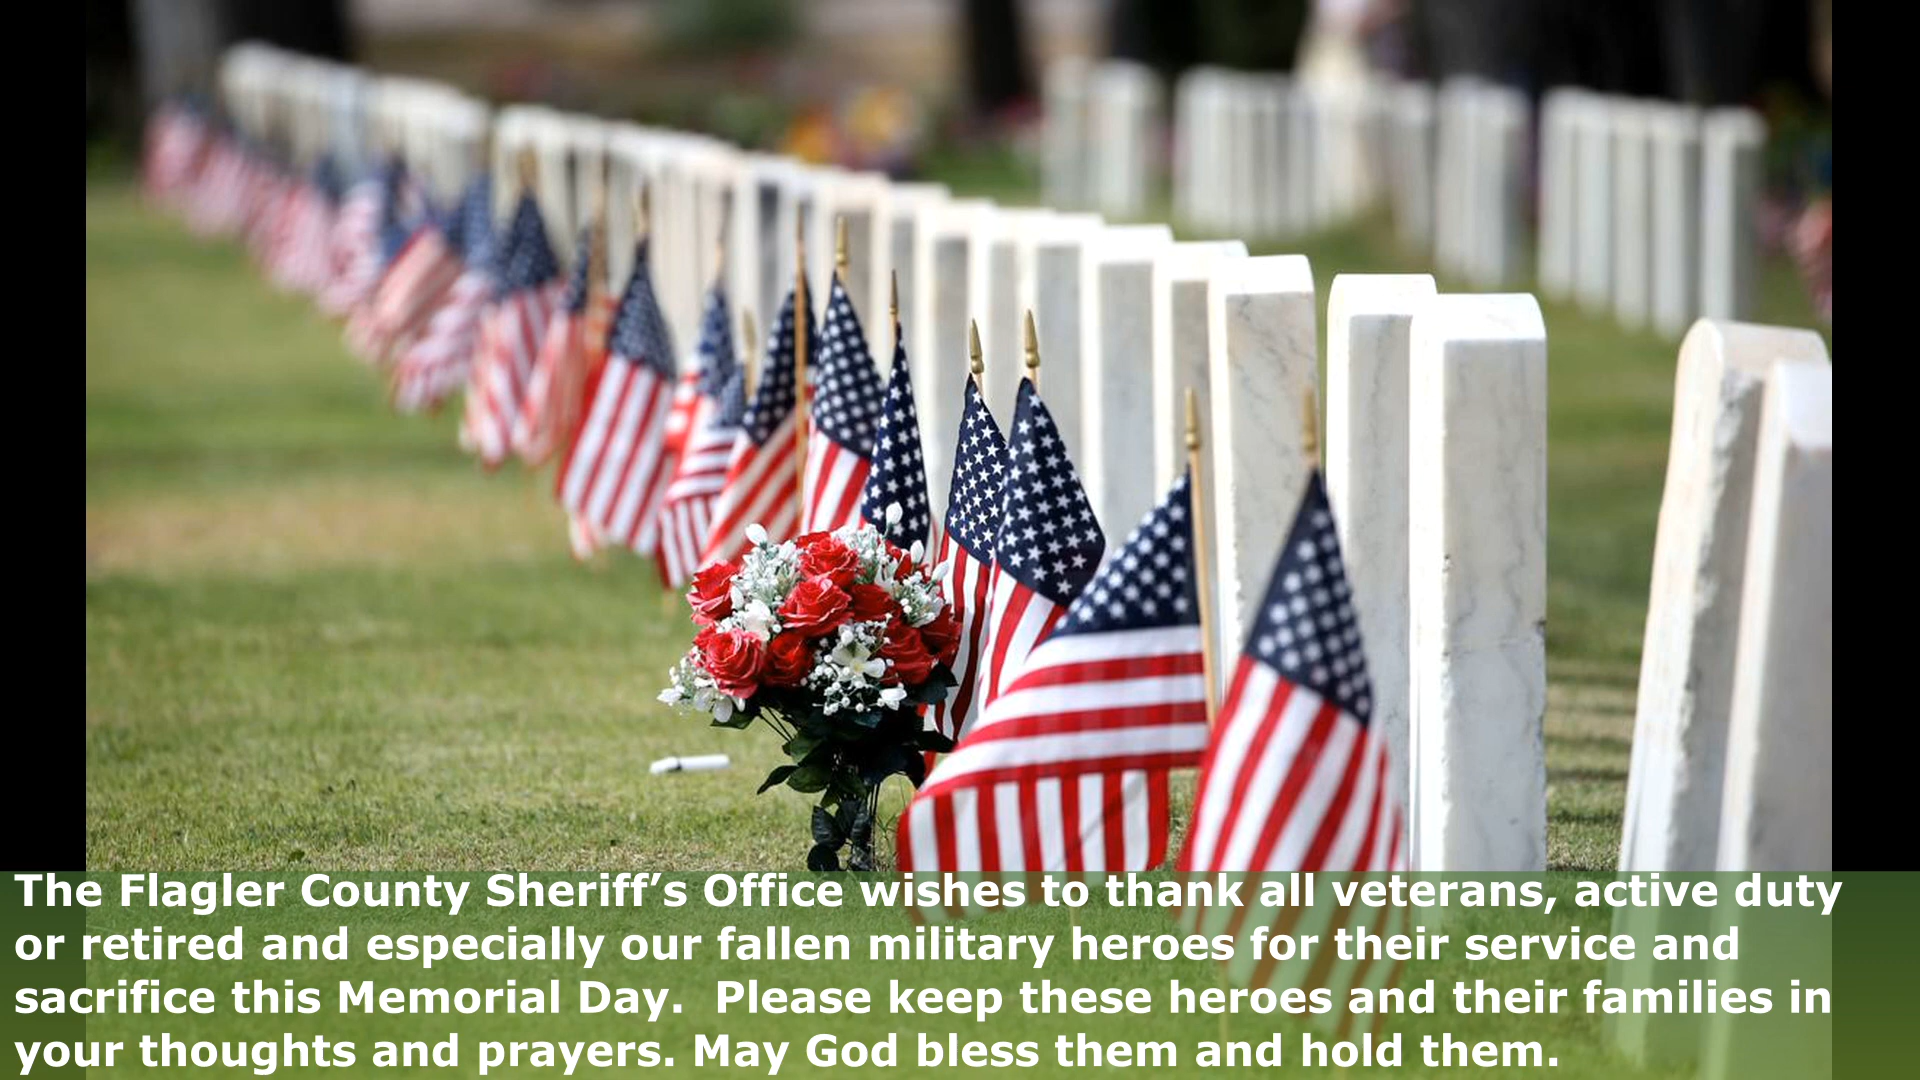 The Flagler County Sheriff’s Office wishes to thank all veterans, active duty
or retired and especially our fallen military heroes for their service and
sacrifice this Memorial Day.  Please keep these heroes and their families in
your thoughts and prayers. May God bless them and hold them.